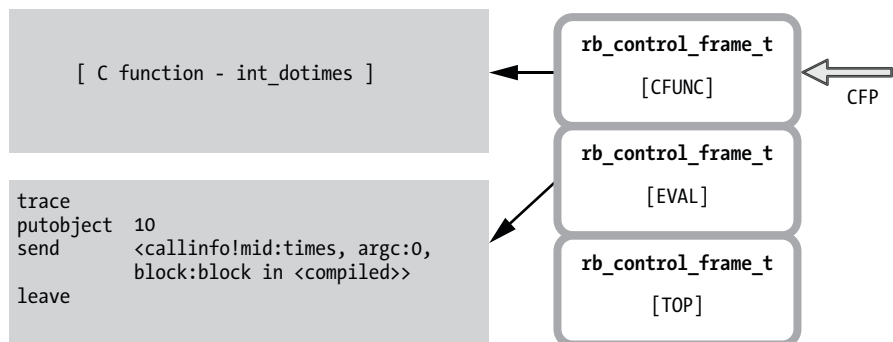 [ C function - int_dotimes ]
rb_control_frame_t
[CFUNC]
CFP
rb_control_frame_t
[EVAL]
trace
putobject 10
send <callinfo!mid:times, argc:0,
block:block in <compiled>>
leave
rb_control_frame_t
[TOP]